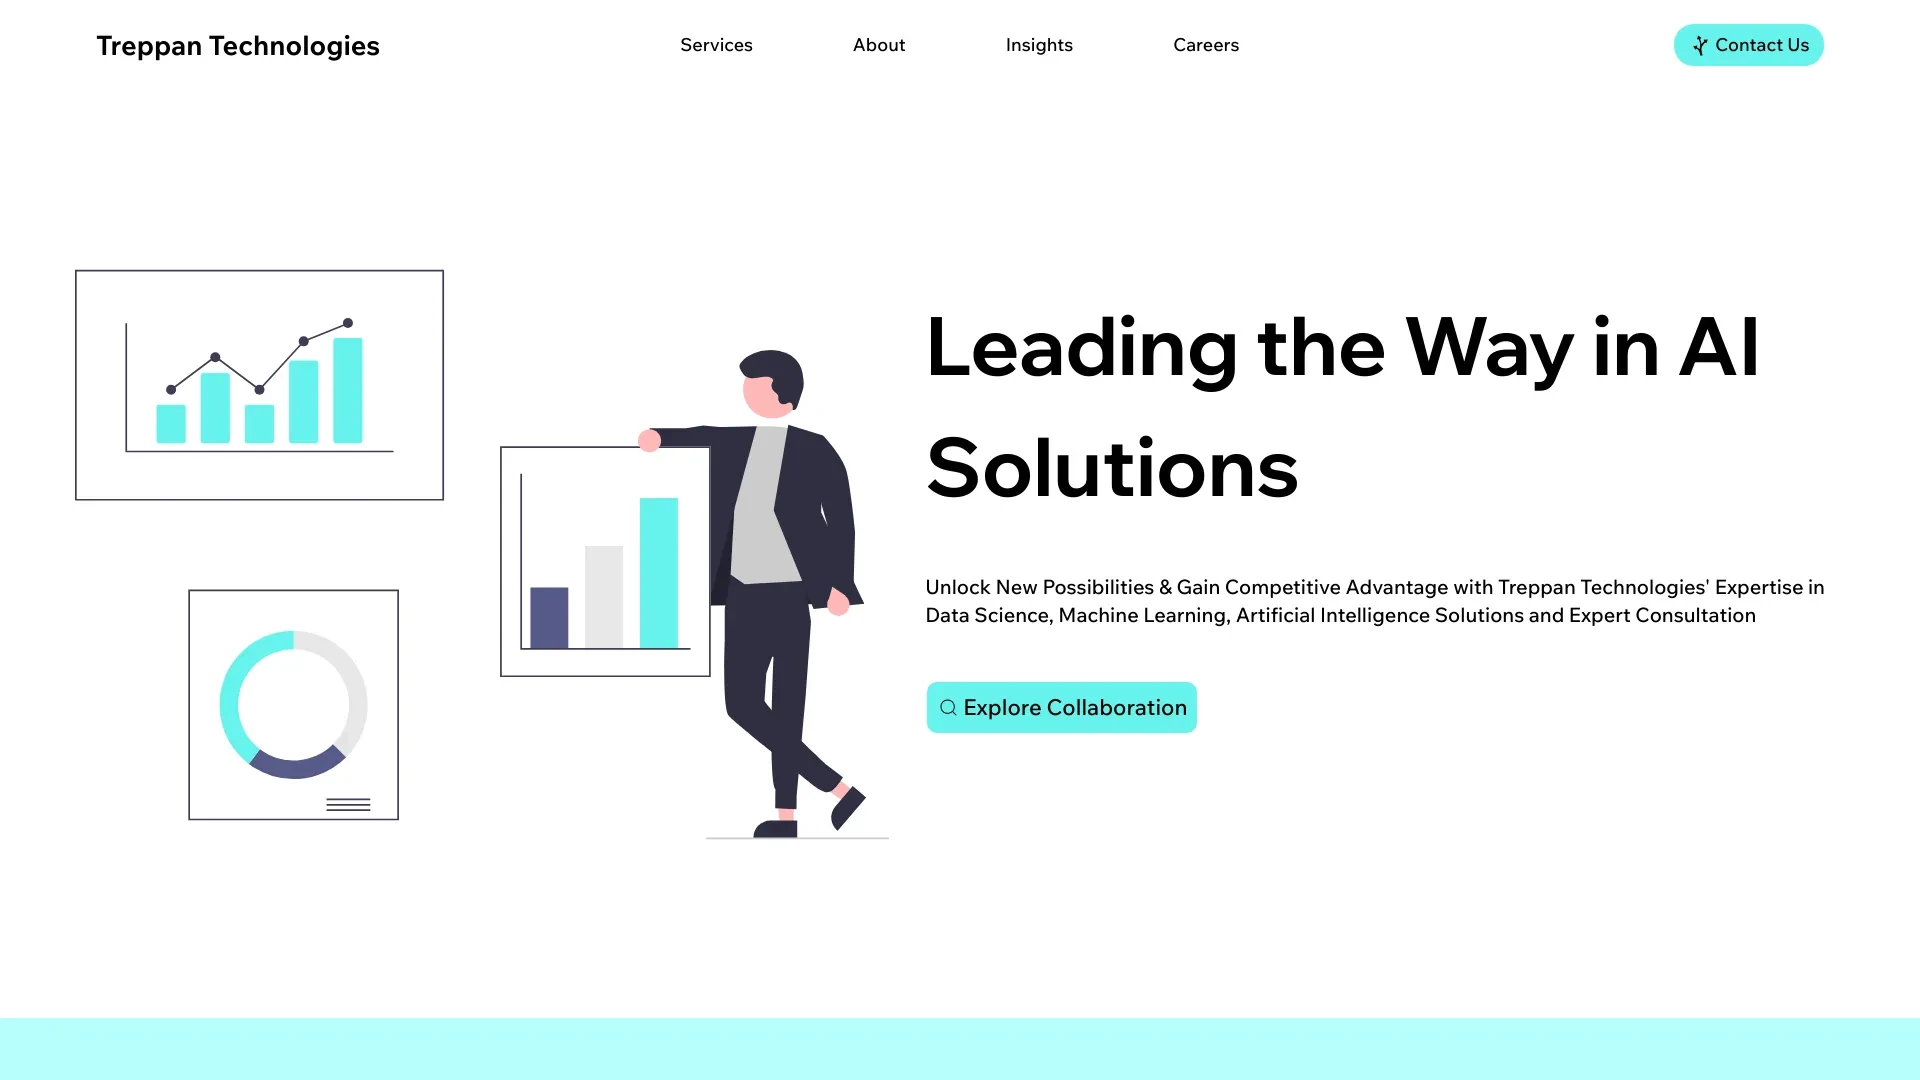 Treppan Technologies
Services
About
Insights
Careers
Contact Us
Leading the Way in AI
Solutions
Unlock New Possibilities & Gain Competitive Advantage with Treppan Technologies' Expertise in
Data Science, Machine Learning, Artificial Intelligence Solutions and Expert Consultation
Explore Collaboration